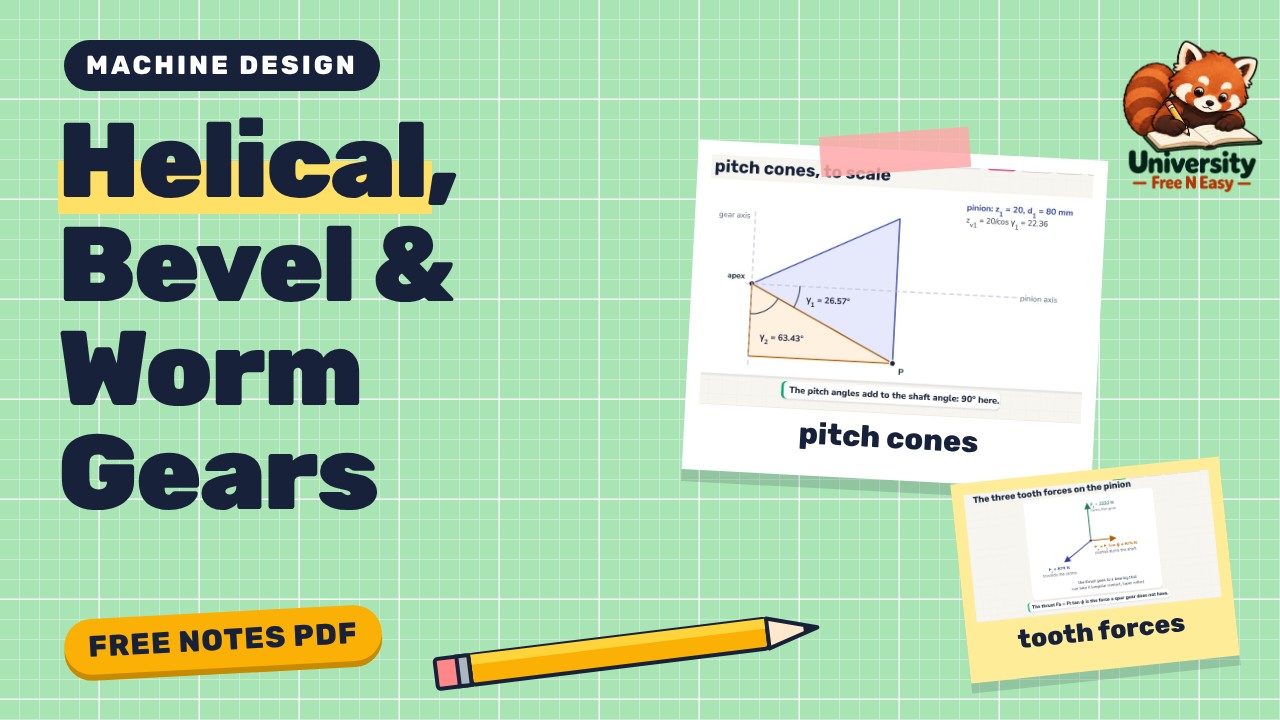 MACHINE DESIGN
Helical,
Bevel &
Worm
Gears
FREE NOTES PDF
University
Free N Easy
pitch cones, to scale
gear axis
pinion: z1 = 20, d1 = 80 mm
zv1 = 20/cos γ1 = 22.36
apex
γ1 = 26.57°
pinion axis
γ2 = 63.43°
P
The pitch angles add to the shaft angle: 90° here.
pitch cones
The three tooth forces on the pinion
towards the centre
The thrust Fa = Ft tan ψ is the force a spur gear does not have.
tooth forces